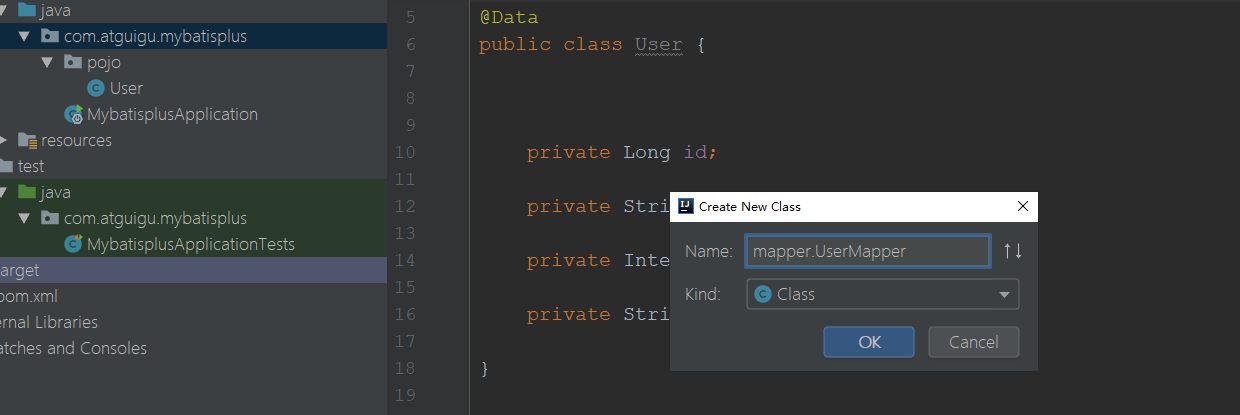 java
com.atguigu.mybatisplus
pojo
User
MybatisplusApplication
resources
test
java
com.atguigu.mybatisplus
MybatisplusApplicationTests
arget
pom.xml
ernal Libraries
atches and Consoles
5 @Data
6 public class User {
7
8
9
10 private Long id;
11
12 private Stri
13
14 private Inte
15
16 private Stri
17
18 }
19
IJ Create New Class
Name: mapper.UserMapper
Kind: C Class
OK Cancel